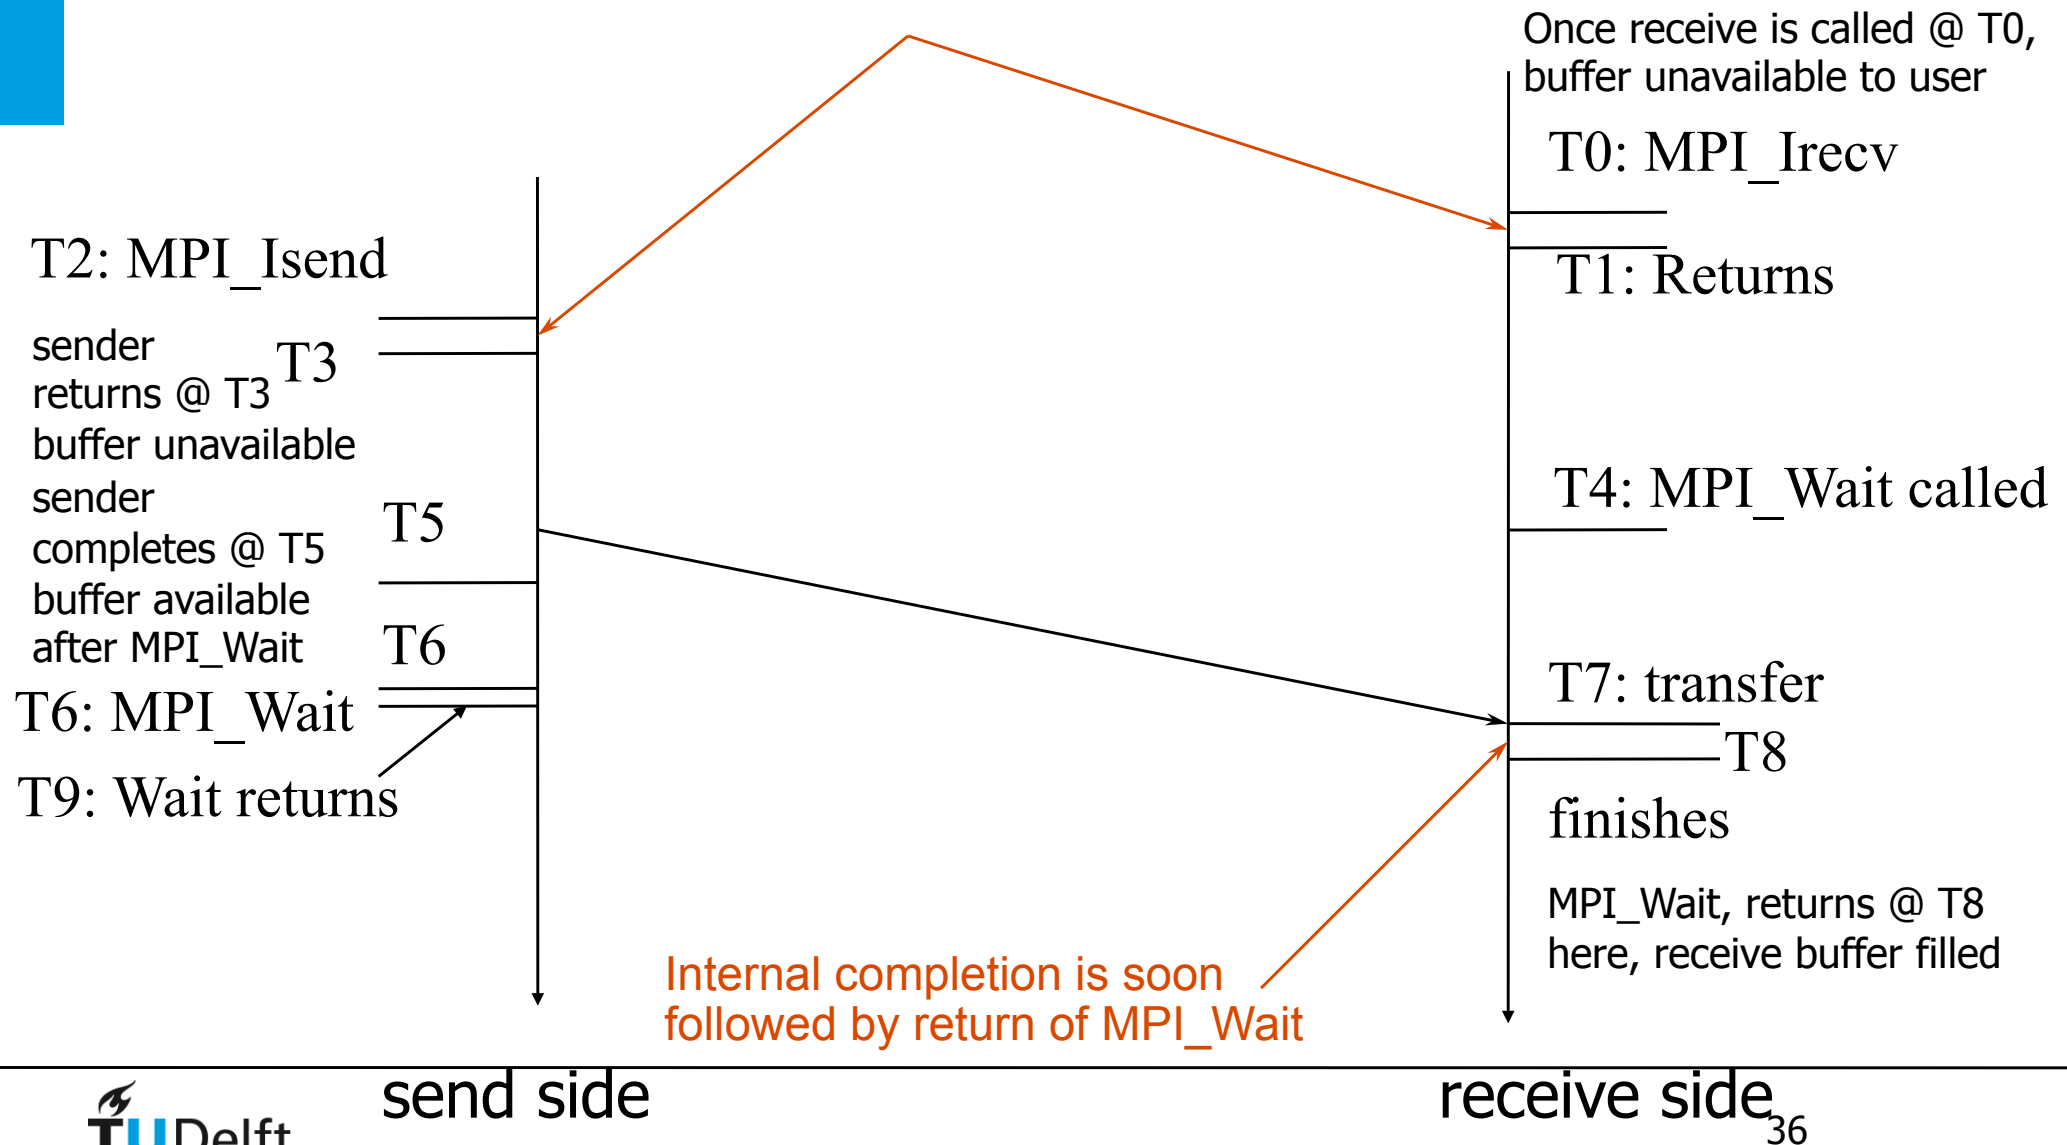 Once receive is called @ T0,
buffer unavailable to user
T0: MPI_Irecv
T1: Returns
T2: MPI_Isend
sender
returns @ T3
T3
buffer unavailable
sender
completes @ T5
buffer available
after MPI_Wait
T5
T6
T6: MPI_Wait
T9: Wait returns
T4: MPI_Wait called
T7: transfer
T8
finishes
MPI_Wait, returns @ T8
here, receive buffer filled
Internal completion is soon
followed by return of MPI_Wait
send side
receive side
TUDelft
36